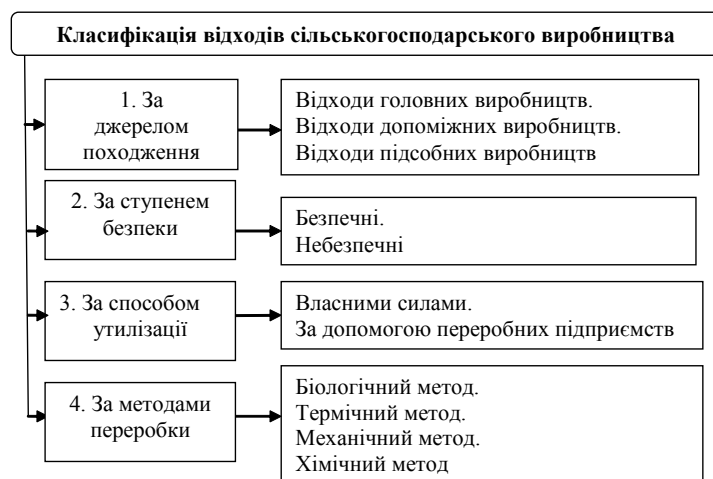 Класифікація відходів сільськогосподарського виробництва
1. За
джерелом
походження
Відходи головних виробництв.
Відходи допоміжних виробництв.
Відходи підсобних виробництв
2. За ступенем
безпеки
Безпечні.
Небезпечні
3. За способом
утилізації
Власними силами.
За допомогою переробних підприємств
4. За методами
переробки
Біологічний метод.
Термічний метод.
Механічний метод.
Хімічний метод